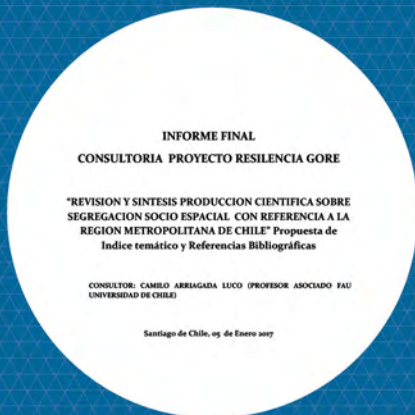 INFORME FINAL
CONSULTORIA PROYECTO RESILENCIA GORE
"REVISION Y SINTESIS PRODUCCION CIENTIFICA SOBRE
SEGREGACION SOCIO ESPACIAL CON REFERENCIA A LA
REGION METROPOLITANA DE CHILE" Propuesta de
Indice temático y Referencias Bibliográficas
CONSULTOR: CAMILO ARRIAGADA LUCO (PROFESOR ASOCIADO FAU
UNIVERSIDAD DE CHILE)
Santiago de Chile, 05 de Enero 2017